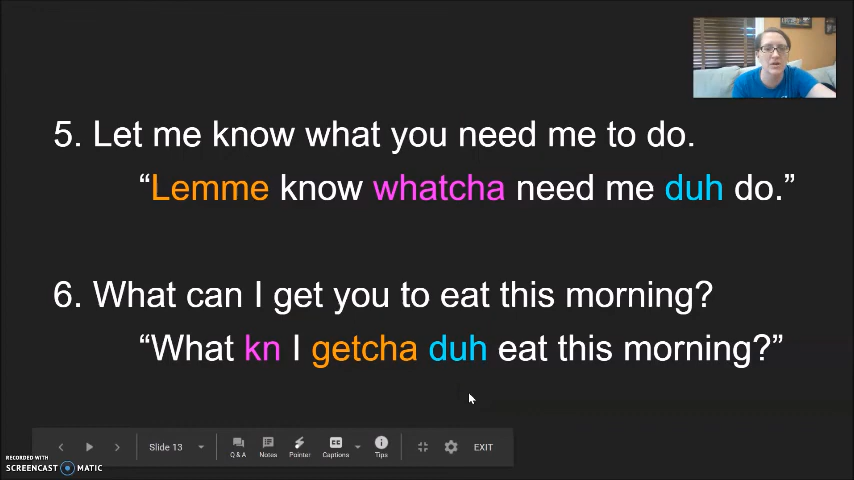 5. Let me know what you need me to do.
“Lemme know whatcha need me duh do.”
6. What can I get you to eat this morning?
“What kn I getcha duh eat this morning?”
Slide 13
Q & A
Notes
Pointer
CC
Captions
Tips
EXIT
RECORDED WITH
SCREENCAST MATIC